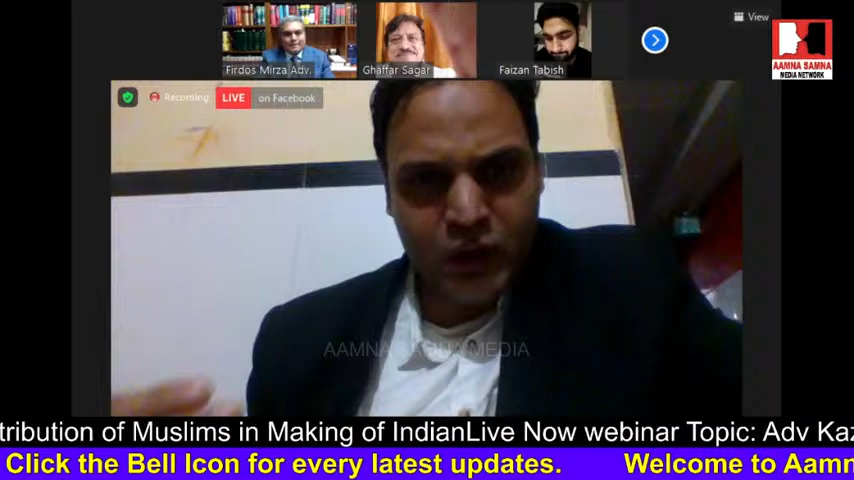 View
AAMNA SAMNA
MEDIA NETWORK
Firdos Mirza Adv.
Ghaffar Sagar
Faizan Tabish
Recording
LIVE
on Facebook
AAMNA SAMNA MEDIA
tribution of Muslims in Making of IndianLive Now webinar Topic: Adv Kaz
Click the Bell Icon for every latest updates. Welcome to Aamn